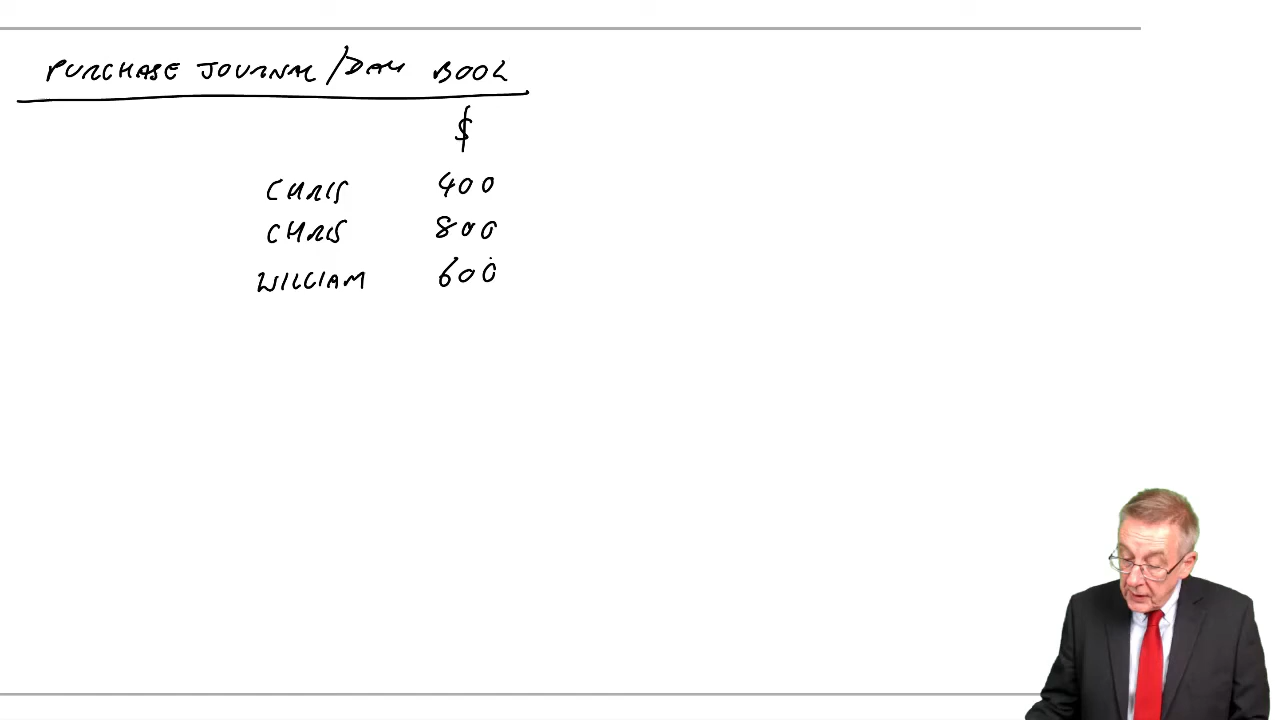 PURCHASE JOURNAL/DAY BOOK
$
CHRIS 400
CHRIS 800
WILLIAM 600